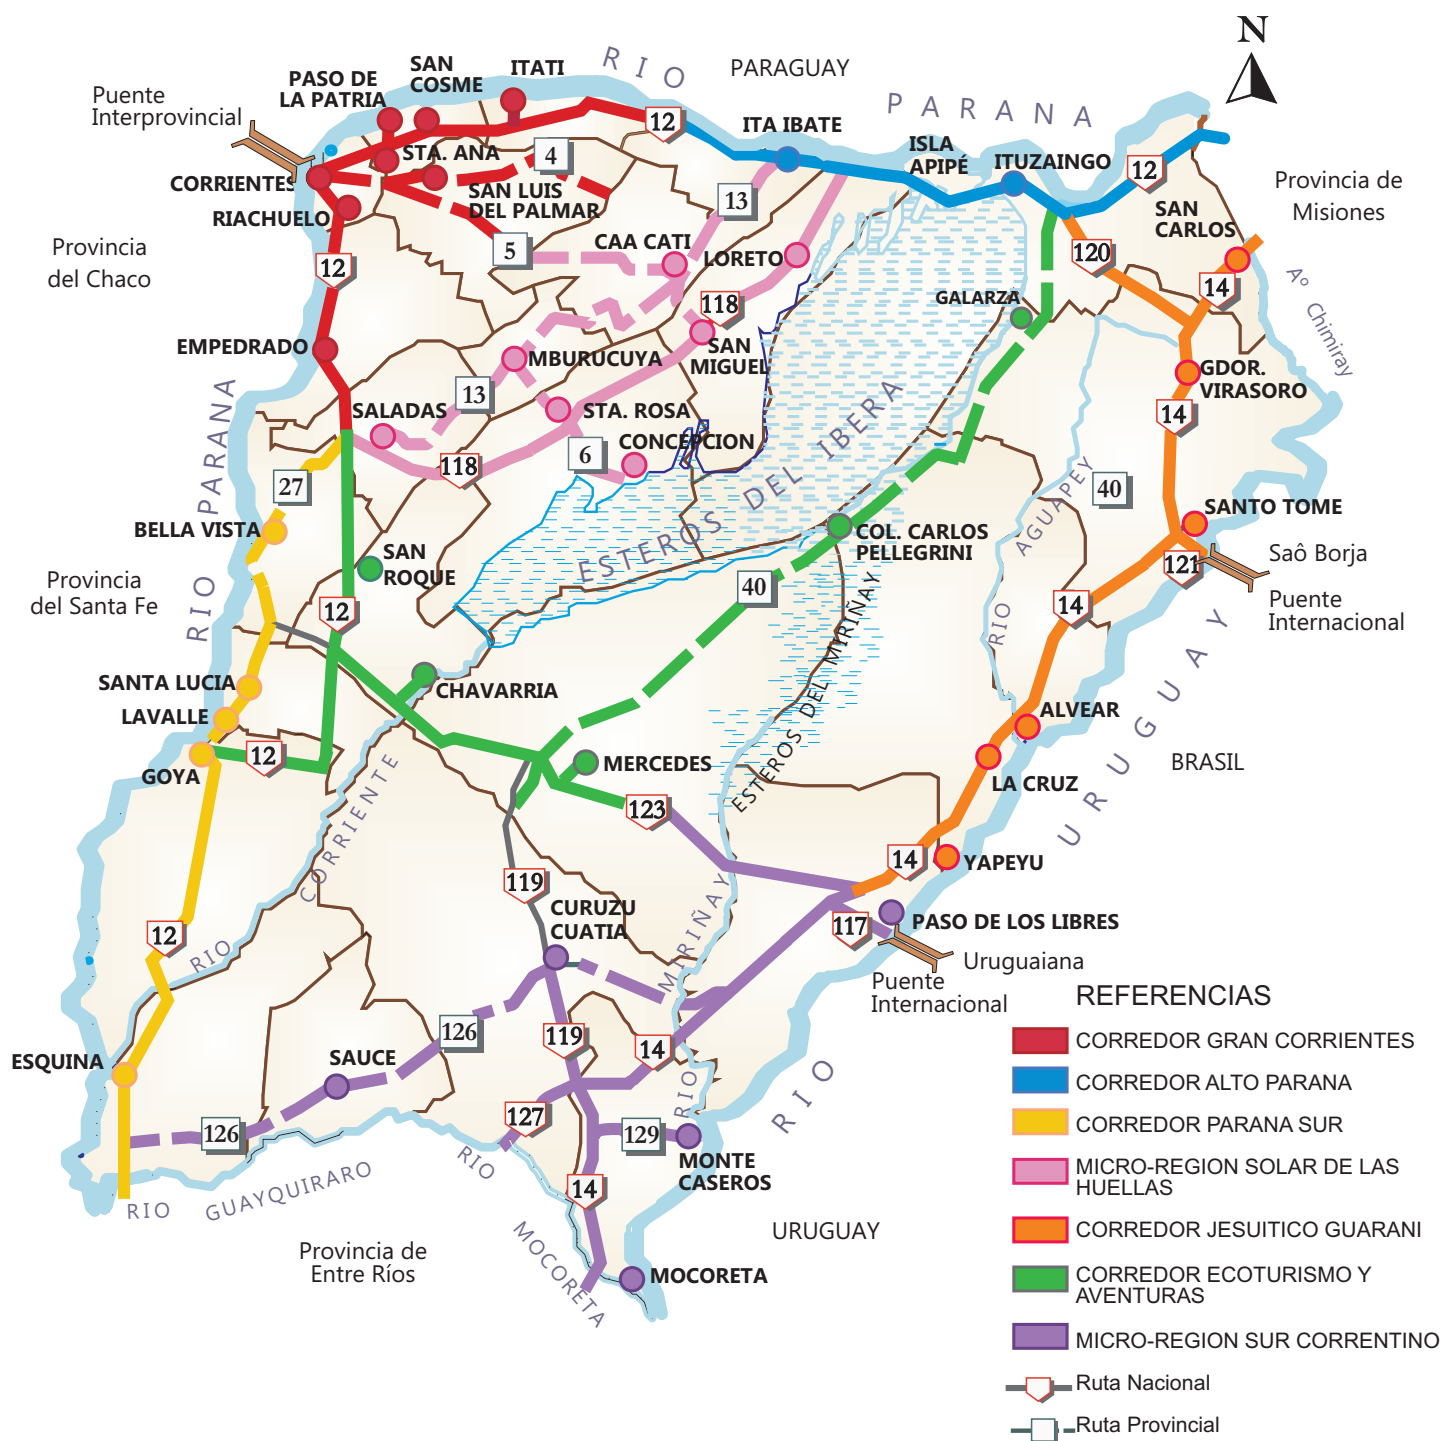 N
RIO
PARAGUAY
PARANA
PASO DE
LA PATRIA
SAN
COSME
ITATI
Puente
Interprovincial
12
ITA IBATE
ISLA
APIPÉ
ITUZAINGO
12
STA. ANA
4
CORRIENTES
SAN LUIS
DEL PALMAR
RIACHUELO
13
SAN
CARLOS
Provincia de
Misiones
Provincia
del Chaco
5
CAA CATI
LORETO
120
14
Aº Chimiray
12
118
GALARZA
EMPEDRADO
MBURUCUYA
SAN
MIGUEL
GDOR.
VIRASORO
13
14
SALADAS
STA. ROSA
CONCEPCION
6
118
RIO PARANA
27
ESTEROS DEL IBERA
AGUAPEY
RIO
40
SANTO TOME
BELLA VISTA
COL. CARLOS
PELLEGRINI
SAN
ROQUE
121
Saô Borja
Provincia
del Santa Fe
40
14
Puente
Internacional
12
ESTEROS DEL MIRIÑAY
ESTEROS DEL MIRIÑAY
SANTA LUCIA
CHAVARRIA
LAVALLE
ALVEAR
RIO URUGUAY
BRASIL
12
GOYA
MERCEDES
LA CRUZ
123
RIO CORRIENTE
14
YAPEYU
119
CURUZU
CUATIA
PASO DE LOS LIBRES
117
12
Uruguaiana
RIO MIRIÑAY
Puente
Internacional
126
119
14
ESQUINA
SAUCE
127
126
129
MONTE
CASEROS
RIO GUAYQUIRARO
RIO MOCORETA
14
URUGUAY
Provincia de
Entre Ríos
MOCORETA
REFERENCIAS
CORREDOR GRAN CORRIENTES
CORREDOR ALTO PARANA
CORREDOR PARANA SUR
MICRO-REGION SOLAR DE LAS
HUELLAS
CORREDOR JESUITICO GUARANI
CORREDOR ECOTURISMO Y
AVENTURAS
MICRO-REGION SUR CORRENTINO
Ruta Nacional
Ruta Provincial